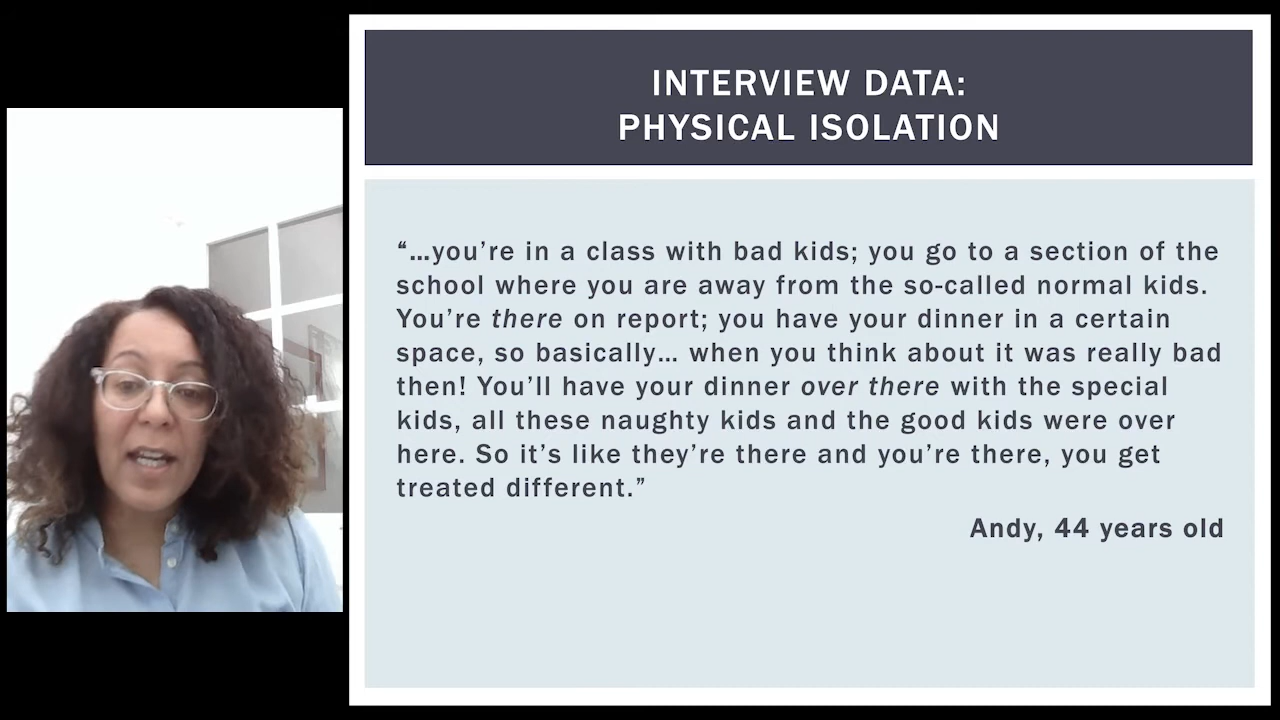 INTERVIEW DATA:
PHYSICAL ISOLATION
“…you’re in a class with bad kids; you go to a section of the
school where you are away from the so-called normal kids.
You’re there on report; you have your dinner in a certain
space, so basically… when you think about it was really bad
then! You’ll have your dinner over there with the special
kids, all these naughty kids and the good kids were over
here. So it’s like they’re there and you’re there, you get
treated different.”
Andy, 44 years old